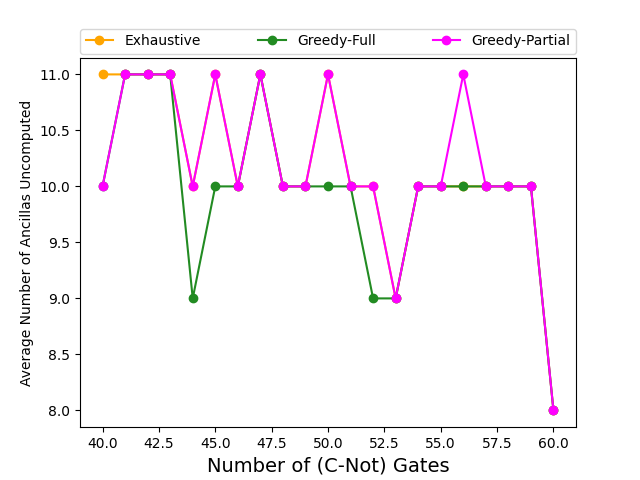 Exhaustive Greedy-Full Greedy-Partial
Average Number of Ancillas Uncomputed
11.0
10.5
10.0
9.5
9.0
8.5
8.0
40.0 42.5 45.0 47.5 50.0 52.5 55.0 57.5 60.0
Number of (C-Not) Gates